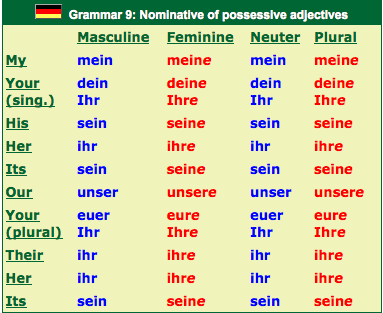 Grammar 9: Nominative of possessive adjectives
Masculine Feminine Neuter Plural
My mein meine mein meine
Your dein deine dein deine
(sing.) Ihr Ihre Ihr Ihre
His sein seine sein seine
Her ihr ihre ihr ihre
Its sein seine sein seine
Our unser unsere unser unsere
Your euer eure euer eure
(plural) Ihr Ihre Ihr Ihre
Their ihr ihre ihr ihre
Her ihr ihre ihr ihre
Its sein seine sein seine